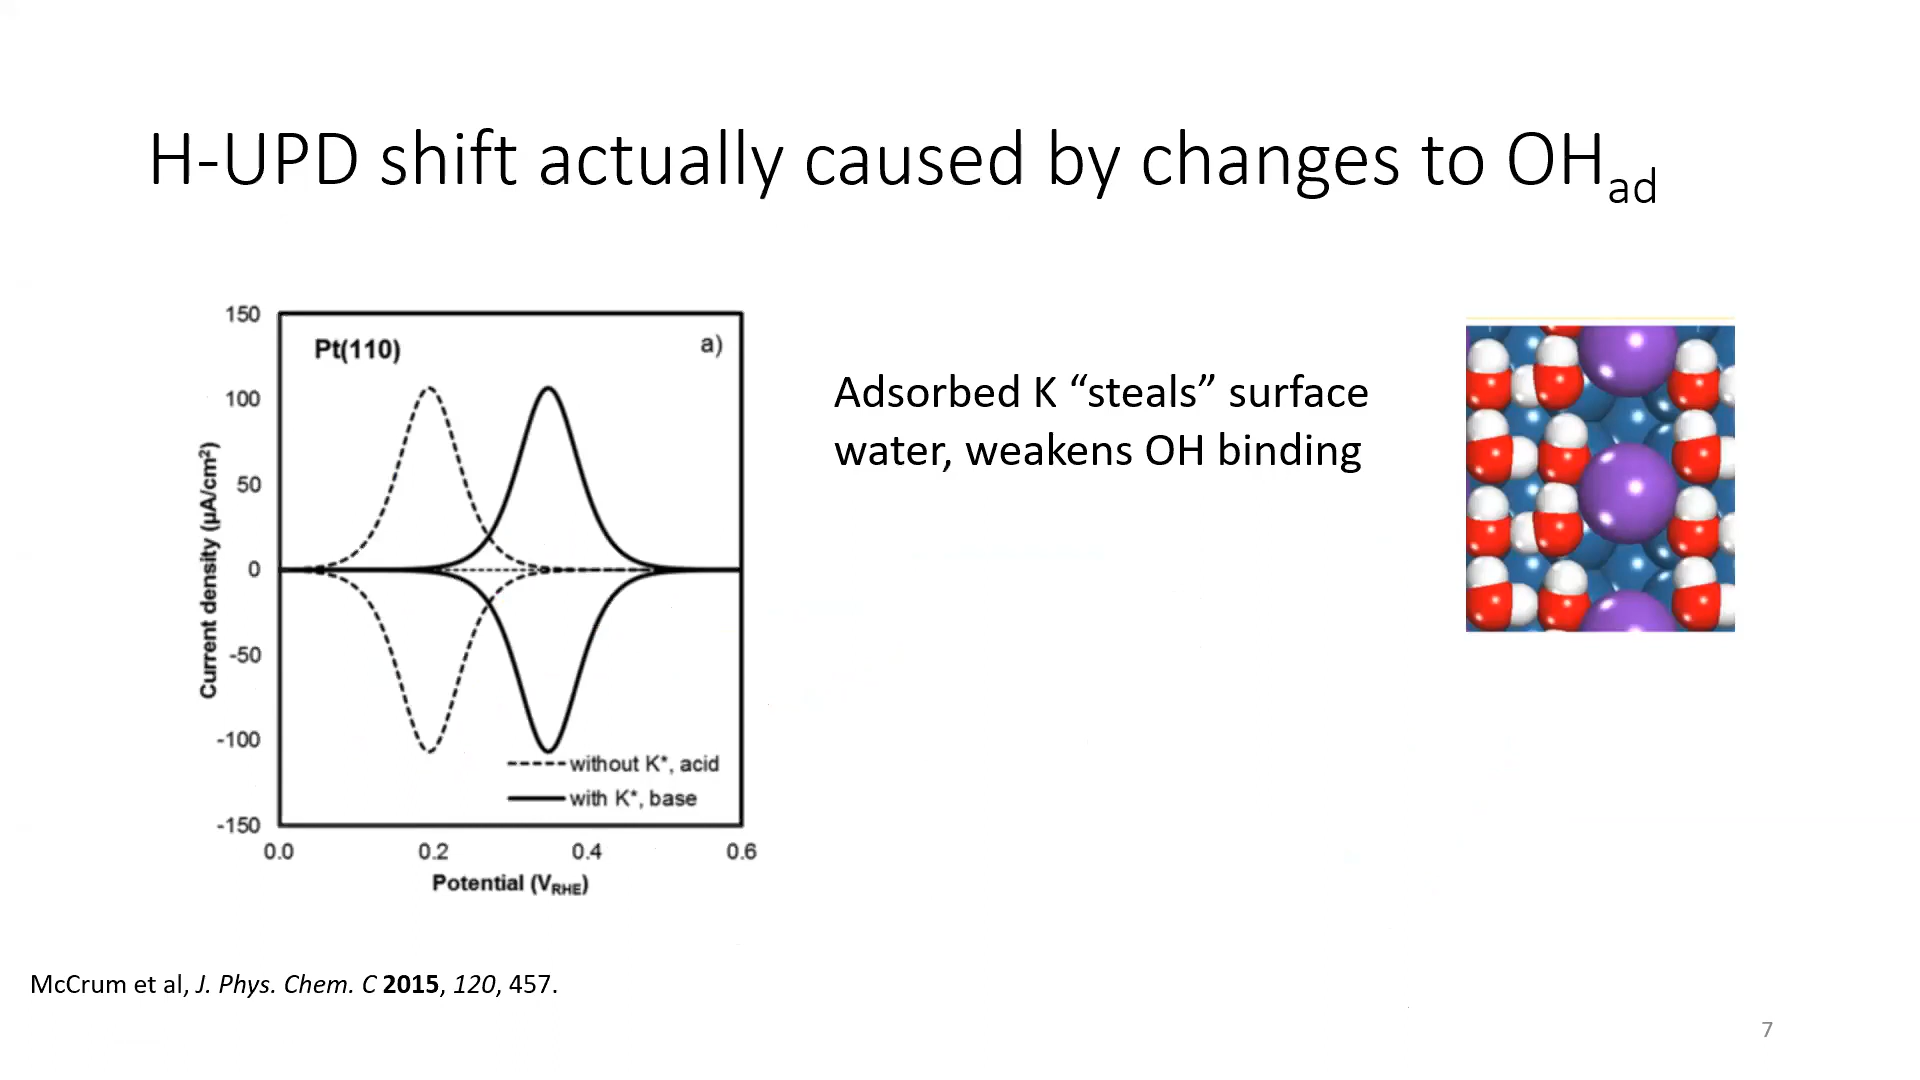 H-UPD shift actually caused by changes to OHad
150
100
50
0
-50
-100
-150
Current density (µA/cm²)
Pt(110)
a)
without K*, acid
with K*, base
0.0 0.2 0.4 0.6
Potential (VRHE)
Adsorbed K “steals” surface
water, weakens OH binding
McCrum et al, J. Phys. Chem. C 2015, 120, 457.
7